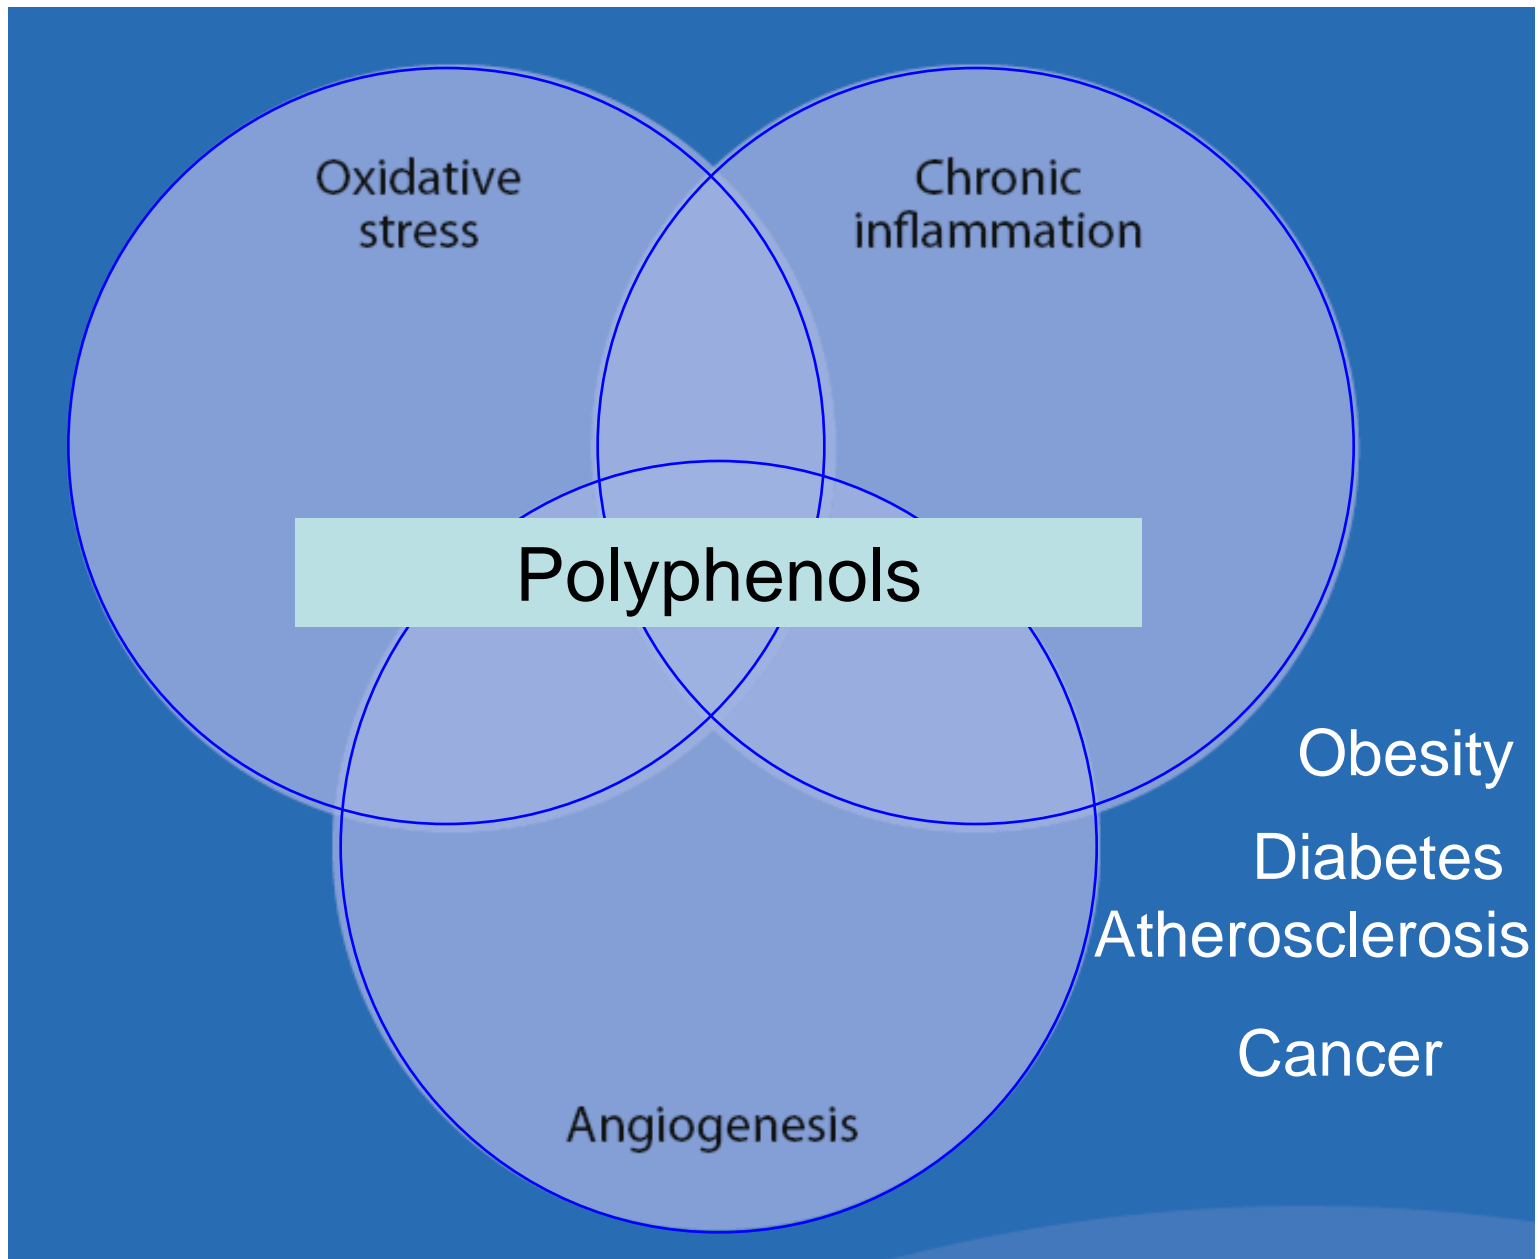 Oxidative
stress
Chronic
inflammation
Polyphenols
Obesity
Diabetes
Atherosclerosis
Cancer
Angiogenesis